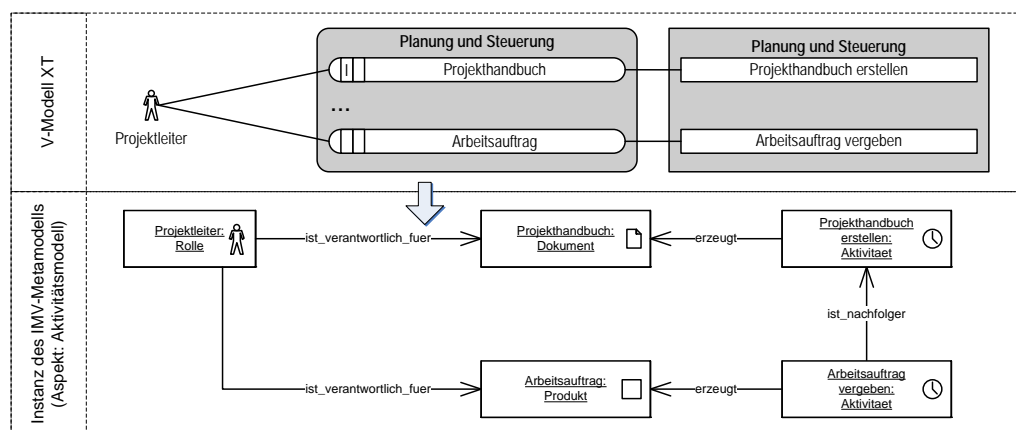 V-Modell XT
Projektleiter
Planung und Steuerung
Projekthandbuch
...
Arbeitsauftrag
Planung und Steuerung
Projekthandbuch erstellen
Arbeitsauftrag vergeben
Instanz des IMV-Metamodells
(Aspekt: Aktivitätsmodell)
Projektleiter:
Rolle
ist_verantwortlich_fuer
Projekthandbuch:
Dokument
erzeugt
Projekthandbuch
erstellen:
Aktivitaet
ist_nachfolger
ist_verantwortlich_fuer
Arbeitsauftrag:
Produkt
erzeugt
Arbeitsauftrag
vergeben:
Aktivitaet